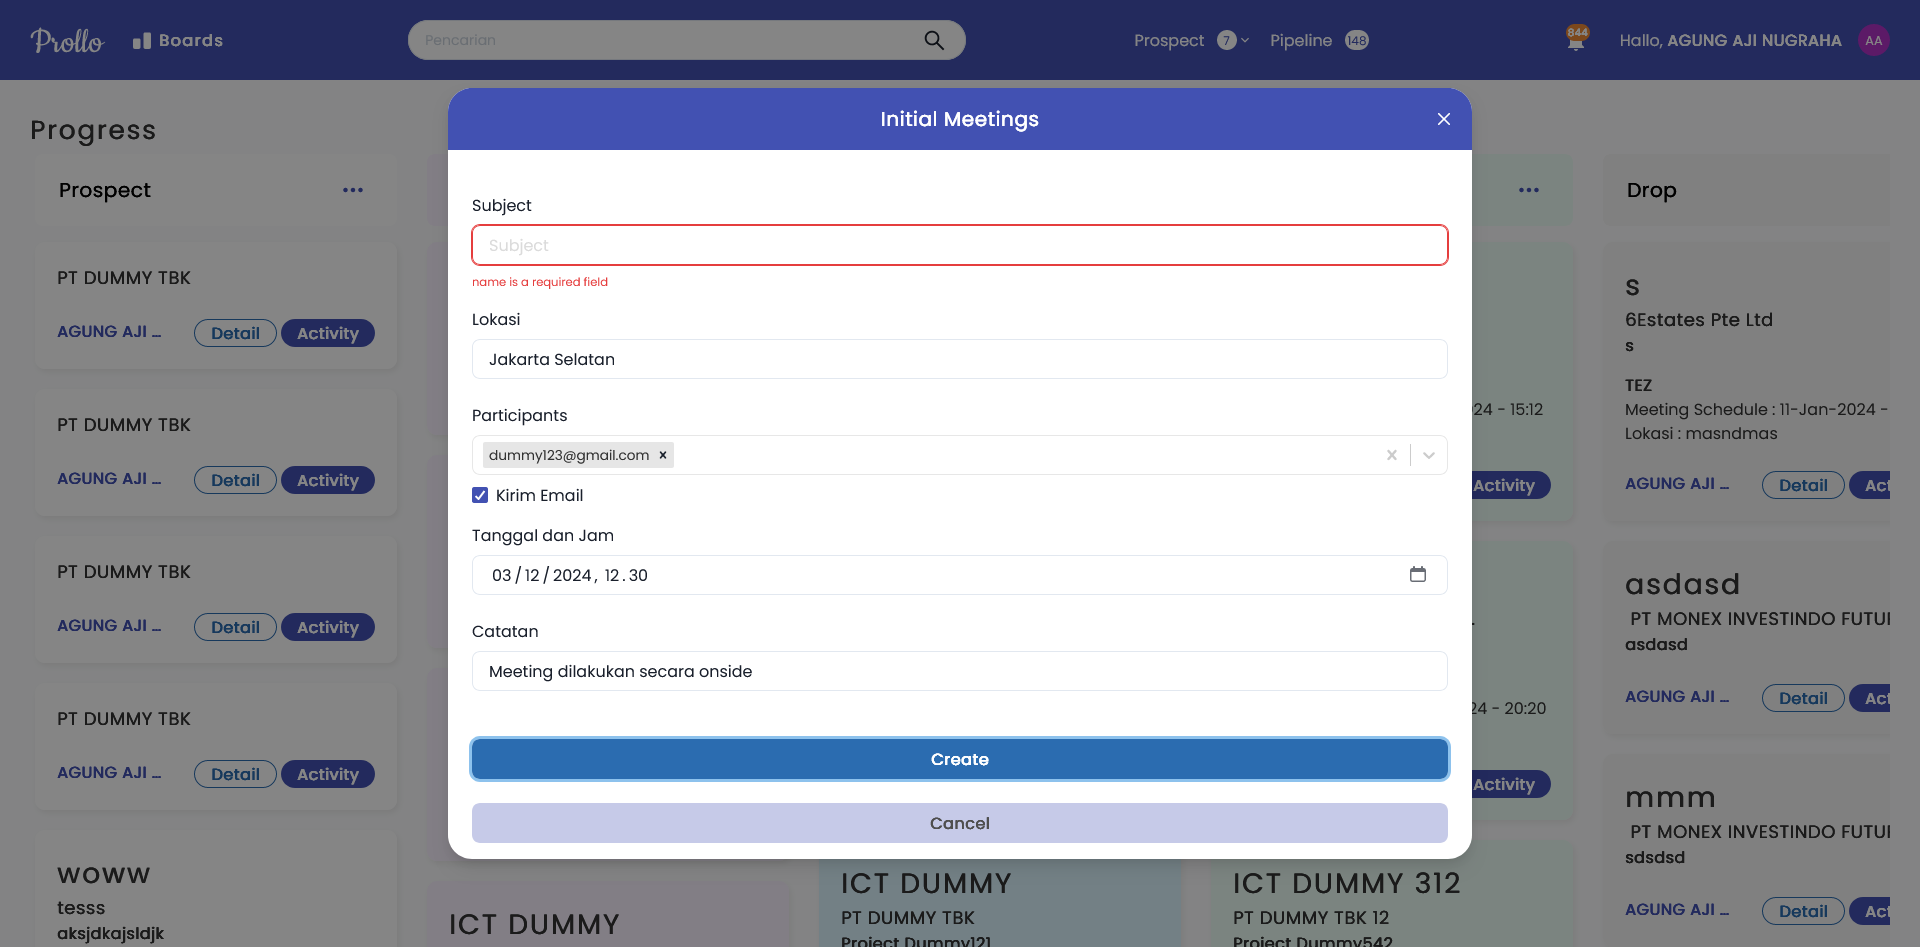 Prollo
Boards
Pencarian
Prospect 7
Pipeline 148
844
Hallo, AGUNG AJI NUGRAHA
AA
Progress
Initial Meetings
Subject
Subject
name is a required field
Lokasi
Jakarta Selatan
Participants
dummy123@gmail.com
Kirim Email
Tanggal dan Jam
03/12/2024, 12.30
Catatan
Meeting dilakukan secara onside
Create
Cancel
Prospect
PT DUMMY TBK
AGUNG AJI ... Detail Activity
PT DUMMY TBK
AGUNG AJI ... Detail Activity
PT DUMMY TBK
AGUNG AJI ... Detail Activity
PT DUMMY TBK
AGUNG AJI ... Detail Activity
woww
tesss
aksjdkajsldjk
ICT DUMMY
ICT DUMMY
PT DUMMY TBK
Project Dummy121
24 - 15:12
Activity
24 - 20:20
Activity
ICT DUMMY 312
PT DUMMY TBK 12
Project Dummy542
Drop
s
6Estates Pte Ltd
s
TEZ
Meeting Schedule : 11-Jan-2024 -
Lokasi : masndmas
AGUNG AJI ... Detail Act
asdasd
PT MONEX INVESTINDO FUTU
asdasd
AGUNG AJI ... Detail Act
mmm
PT MONEX INVESTINDO FUTU
sdsdsd
AGUNG AJI ... Detail Act